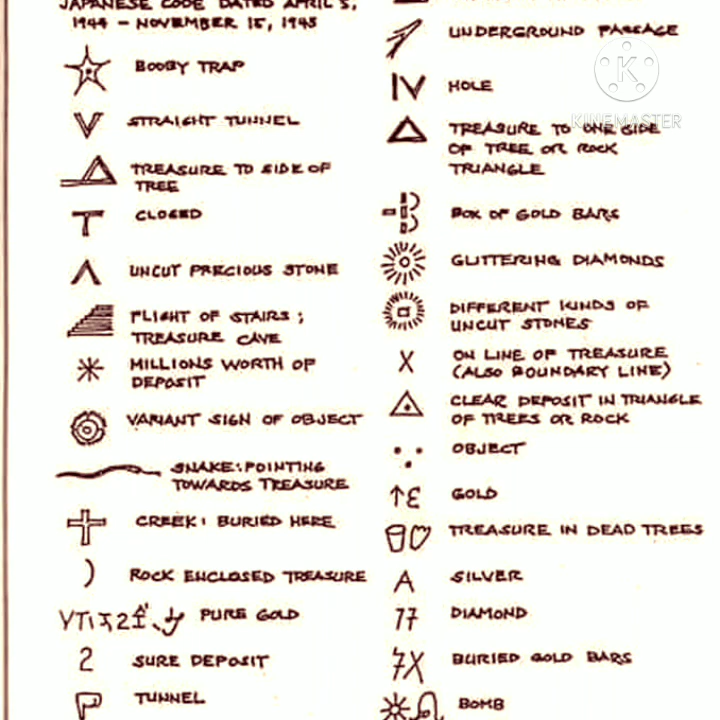 JAPANESE CODE DATED APRIL 5,
1944 – NOVEMBER 15, 1945
BOOBY TRAP
STRAIGHT TUNNEL
TREASURE TO SIDE OF
TREE
CLOSED
UNCUT PRECIOUS STONE
FLIGHT OF STAIRS;
TREASURE CAVE
MILLIONS WORTH OF
DEPOSIT
VARIANT SIGN OF OBJECT
SNAKE: POINTING
TOWARDS TREASURE
CREEK: BURIED HERE
ROCK ENCLOSED TREASURE
PURE GOLD
2 SURE DEPOSIT
TUNNEL
UNDERGROUND PASSAGE
HOLE
TREASURE TO ONE SIDE
OF TREE OR ROCK
TRIANGLE
BOX OF GOLD BARS
GLITTERING DIAMONDS
DIFFERENT KINDS OF
UNCUT STONES
X ON LINE OF TREASURE
(ALSO BOUNDARY LINE)
CLEAR DEPOSIT IN TRIANGLE
OF TREES OR ROCK
OBJECT
GOLD
TREASURE IN DEAD TREES
A SILVER
77 DIAMOND
7X BURIED GOLD BARS
BOMB
K
KINEMASTER